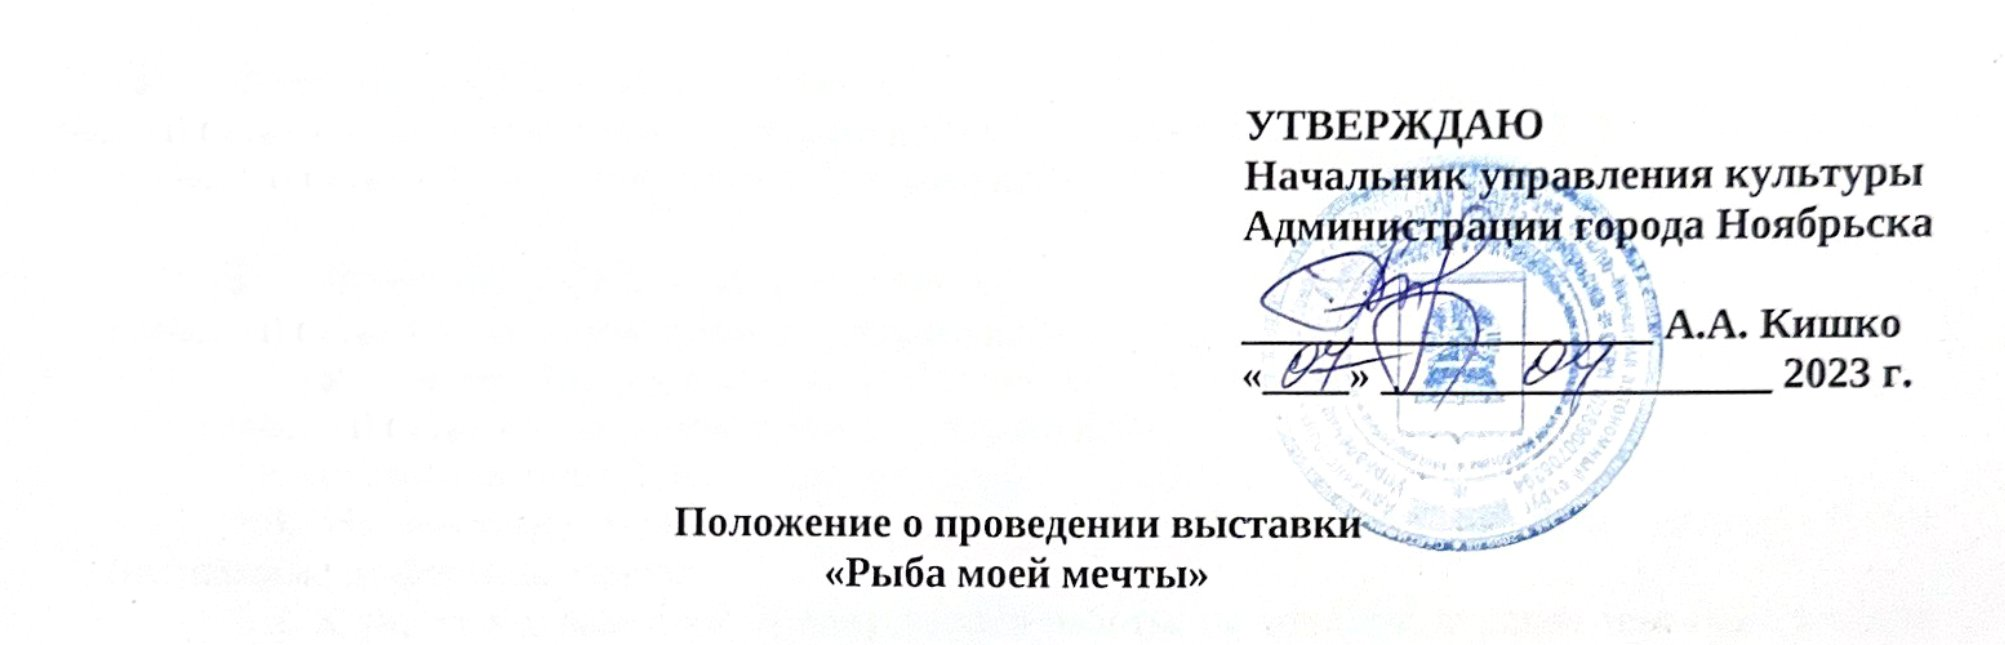 УТВЕРЖДАЮ
Начальник управления культуры
Администрации города Ноябрьска
А.А. Кишко
«07» 04 2023 г.
Положение о проведении выставки
«Рыба моей мечты»